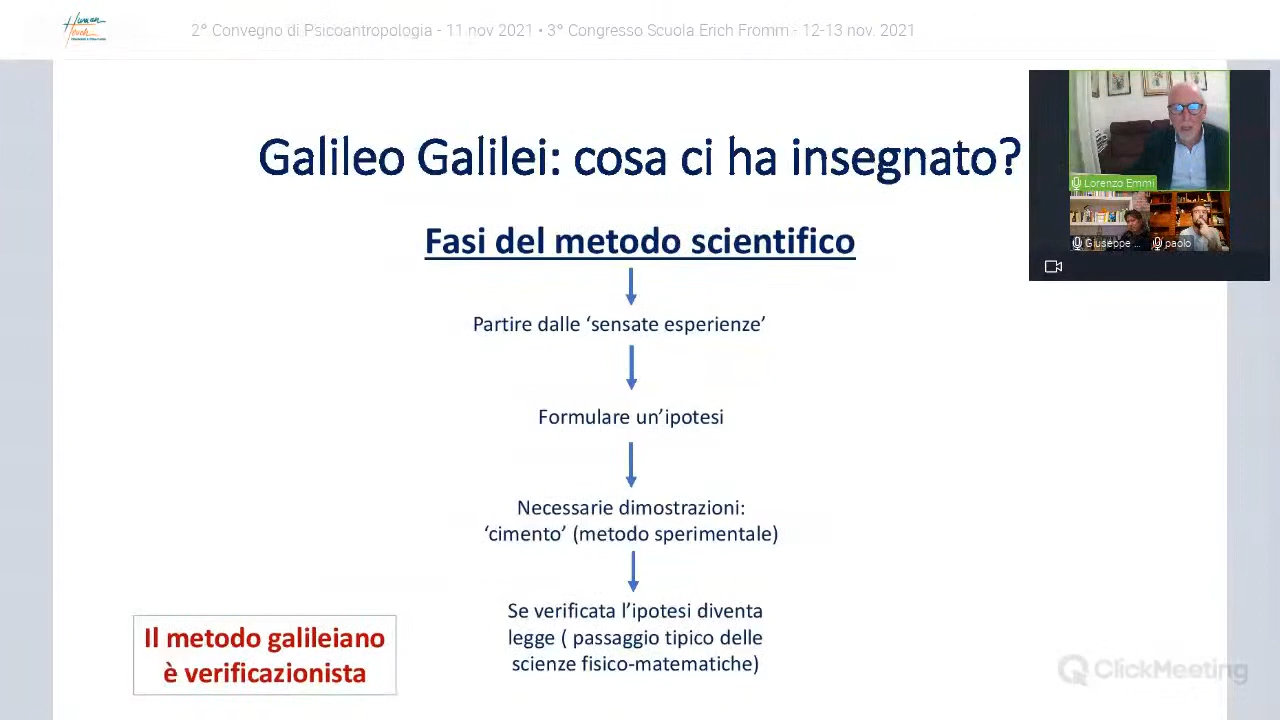 Human
Touch
2° Convegno di Psicoantropologia - 11 nov 2021 • 3° Congresso Scuola Erich Fromm - 12-13 nov. 2021
Galileo Galilei: cosa ci ha insegnato?
Lorenzo Emmi
Giuseppe ...
paolo
Fasi del metodo scientifico
Partire dalle ‘sensate esperienze’
Formulare un’ipotesi
Necessarie dimostrazioni:
‘cimento’ (metodo sperimentale)
Se verificata l’ipotesi diventa
legge ( passaggio tipico delle
scienze fisico-matematiche)
Il metodo galileiano
è verificazionista
ClickMeeting